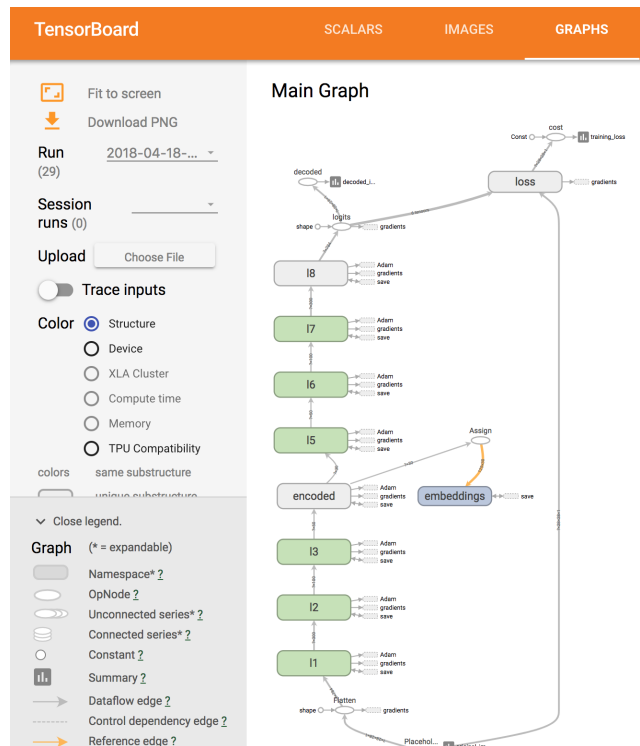 TensorBoard
SCALARS
IMAGES
GRAPHS
Fit to screen
Download PNG
Run
(29)
2018-04-18-...
Session
runs (0)
Upload
Choose File
Trace inputs
Color
Structure
Device
XLA Cluster
Compute time
Memory
TPU Compatibility
colors
same substructure
unique substructure
Close legend.
Graph
(* = expandable)
Namespace* ?
OpNode ?
Unconnected series* ?
Connected series* ?
Constant ?
Summary ?
Dataflow edge ?
Control dependency edge ?
Reference edge ?
Main Graph
cost
Const
training_loss
loss
gradients
decoded
decoded_i...
logits
shape
gradients
l8
Adam
gradients
save
l7
Adam
gradients
save
l6
Adam
gradients
save
l5
Adam
gradients
save
Assign
encoded
Adam
gradients
save
embeddings
save
l3
Adam
gradients
save
l2
Adam
gradients
save
l1
Adam
gradients
save
Flatten
shape
gradients
Placehol...